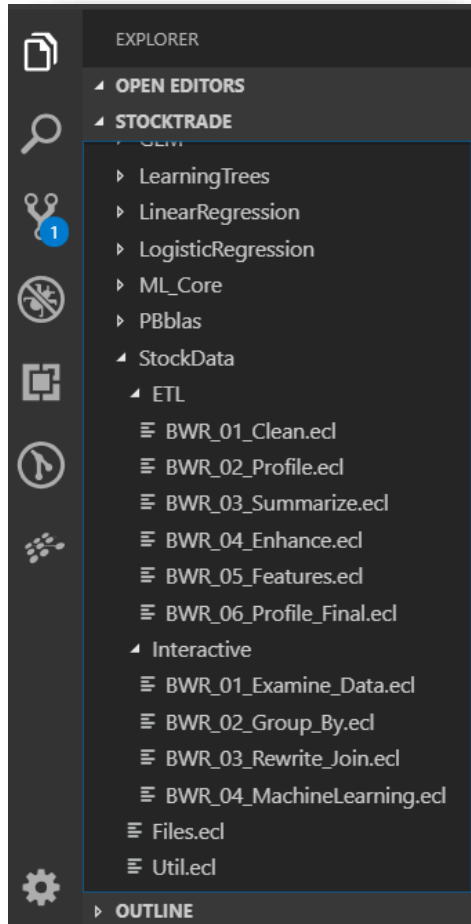 EXPLORER
OPEN EDITORS
STOCKTRADE
GLM
LearningTrees
LinearRegression
1
LogisticRegression
ML_Core
PBblas
StockData
ETL
BWR_01_Clean.ecl
BWR_02_Profile.ecl
BWR_03_Summarize.ecl
BWR_04_Enhance.ecl
BWR_05_Features.ecl
BWR_06_Profile_Final.ecl
Interactive
BWR_01_Examine_Data.ecl
BWR_02_Group_By.ecl
BWR_03_Rewrite_Join.ecl
BWR_04_MachineLearning.ecl
Files.ecl
Util.ecl
OUTLINE